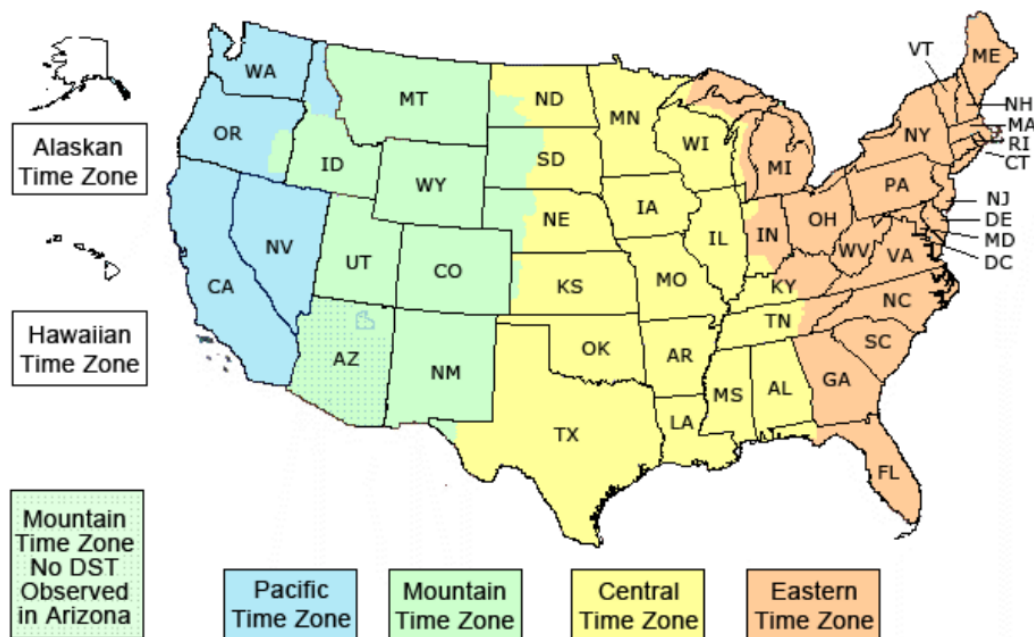 VT
ME
WA
MT
ND
MN
NH
MA
RI
CT
OR
ID
SD
WI
NY
MI
WY
Alaskan
Time Zone
PA
NJ
DE
MD
DC
IA
NE
OH
IN
IL
NV
UT
CO
WV
VA
CA
KS
MO
KY
NC
TN
Hawaiian
Time Zone
AZ
NM
OK
AR
SC
MS
AL
GA
TX
LA
FL
Mountain
Time Zone
No DST
Observed
in Arizona
Pacific
Time Zone
Mountain
Time Zone
Central
Time Zone
Eastern
Time Zone